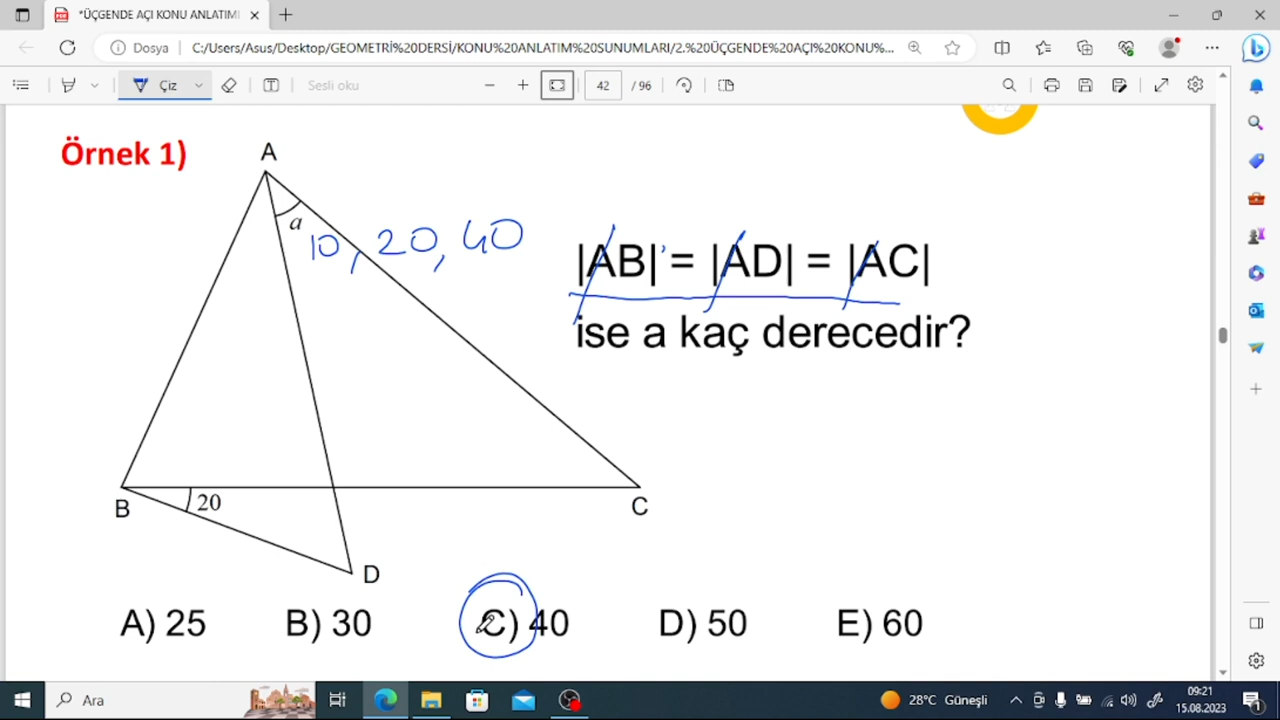 *ÜÇGENDE AÇI KONU ANLATIMI
Dosya
C:/Users/Asus/Desktop/GEOMETRİ%20DERSİ/KONU%20ANLATIM%20SUNUMLARI/2.%20ÜÇGENDE%20AÇI%20KONU%...
Çiz
Sesli oku
42 / 96
Örnek 1)
A
a
10, 20, 40
|AB| = |AD| = |AC|
ise a kaç derecedir?
20
B
C
D
A) 25 B) 30 C) 40 D) 50 E) 60
Ara
28°C Güneşli
09:21
15.08.2023
1